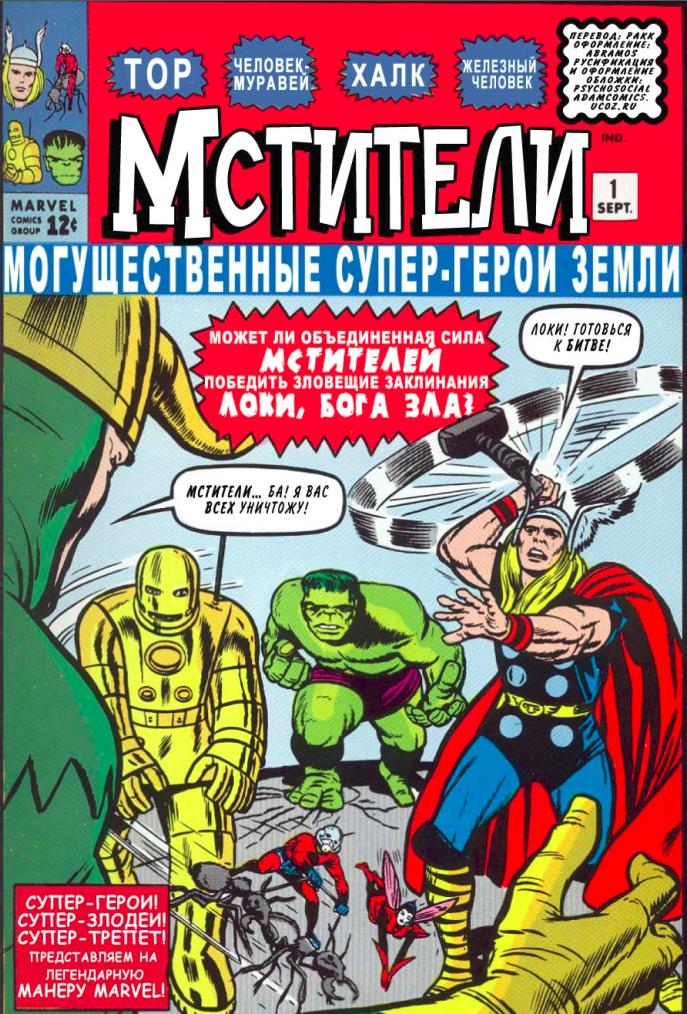 ТОР
ЧЕЛОВЕК-
МУРАВЕЙ
ХАЛК
ЖЕЛЕЗНЫЙ
ЧЕЛОВЕК
ПЕРЕВОД: РАКК
ОФОРМЛЕНИЕ:
ABRAMOS
РУСИФИКАЦИЯ
И ОФОРМЛЕНИЕ
ОБЛОЖКИ:
PSYCHOSOCIAL
ADAMCOMICS.
UCOZ.RU
IND.
МСТИТЕЛИ
MARVEL
COMICS
GROUP 12¢
1
SEPT.
МОГУЩЕСТВЕННЫЕ СУПЕР-ГЕРОИ ЗЕМЛИ
МОЖЕТ ЛИ ОБЪЕДИНЕННАЯ СИЛА
МСТИТЕЛЕЙ
ПОБЕДИТЬ ЗЛОВЕЩИЕ ЗАКЛИНАНИЯ
ЛОКИ, БОГА ЗЛА?
ЛОКИ! ГОТОВЬСЯ
К БИТВЕ!
МСТИТЕЛИ... БА! Я ВАС
ВСЕХ УНИЧТОЖУ!
СУПЕР-ГЕРОИ!
СУПЕР-ЗЛОДЕИ!
СУПЕР-ТРЕПЕТ!
ПРЕДСТАВЛЯЕМ НА
ЛЕГЕНДАРНУЮ
МАНЕРУ MARVEL!